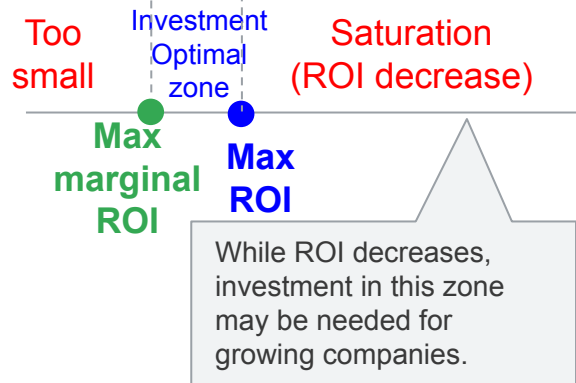 Too
small
Investment
Optimal
zone
Saturation
(ROI decrease)
Max
marginal
ROI
Max
ROI
While ROI decreases,
investment in this zone
may be needed for
growing companies.